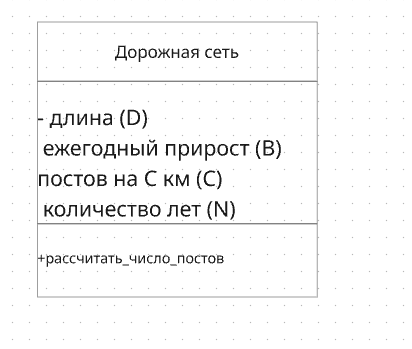 Дорожная сеть
- длина (D)
ежегодный прирост (B)
постов на C км (C)
количество лет (N)
+рассчитать_число_постов